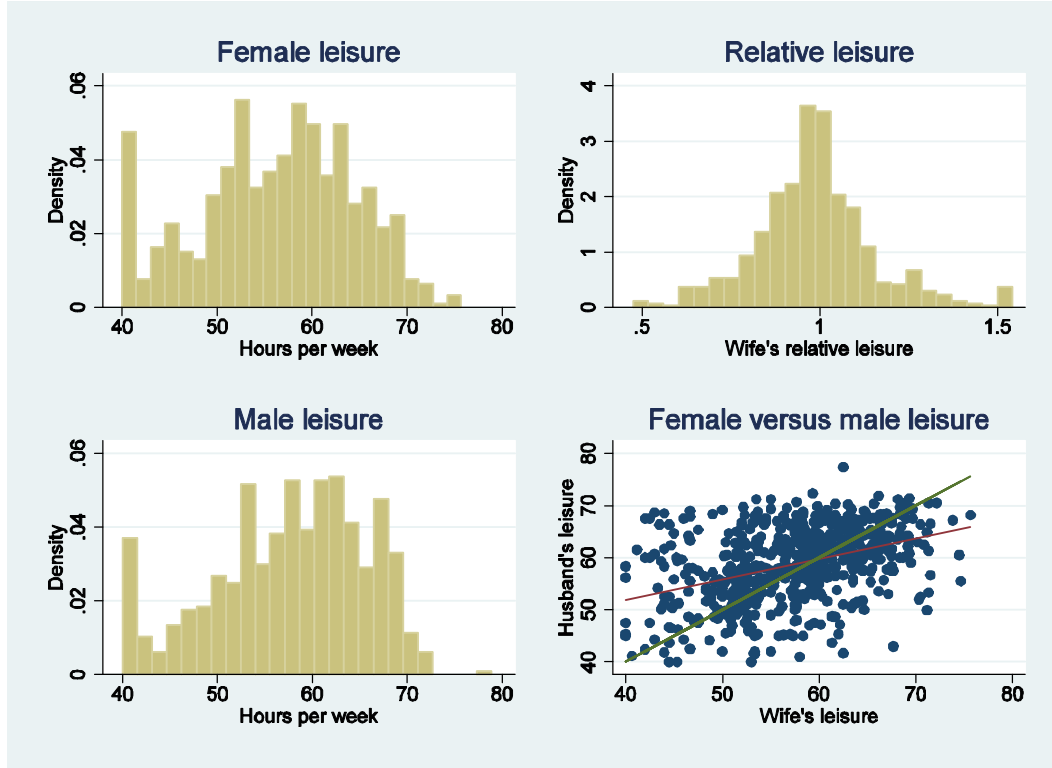 Female leisure
Density
0 .02 .04 .06
40 50 60 70 80
Hours per week
Relative leisure
Density
0 1 2 3 4
.5 1 1.5
Wife's relative leisure
Male leisure
Density
0 .02 .04 .06
40 50 60 70 80
Hours per week
Female versus male leisure
Husband's leisure
40 50 60 70 80
40 50 60 70 80
Wife's leisure